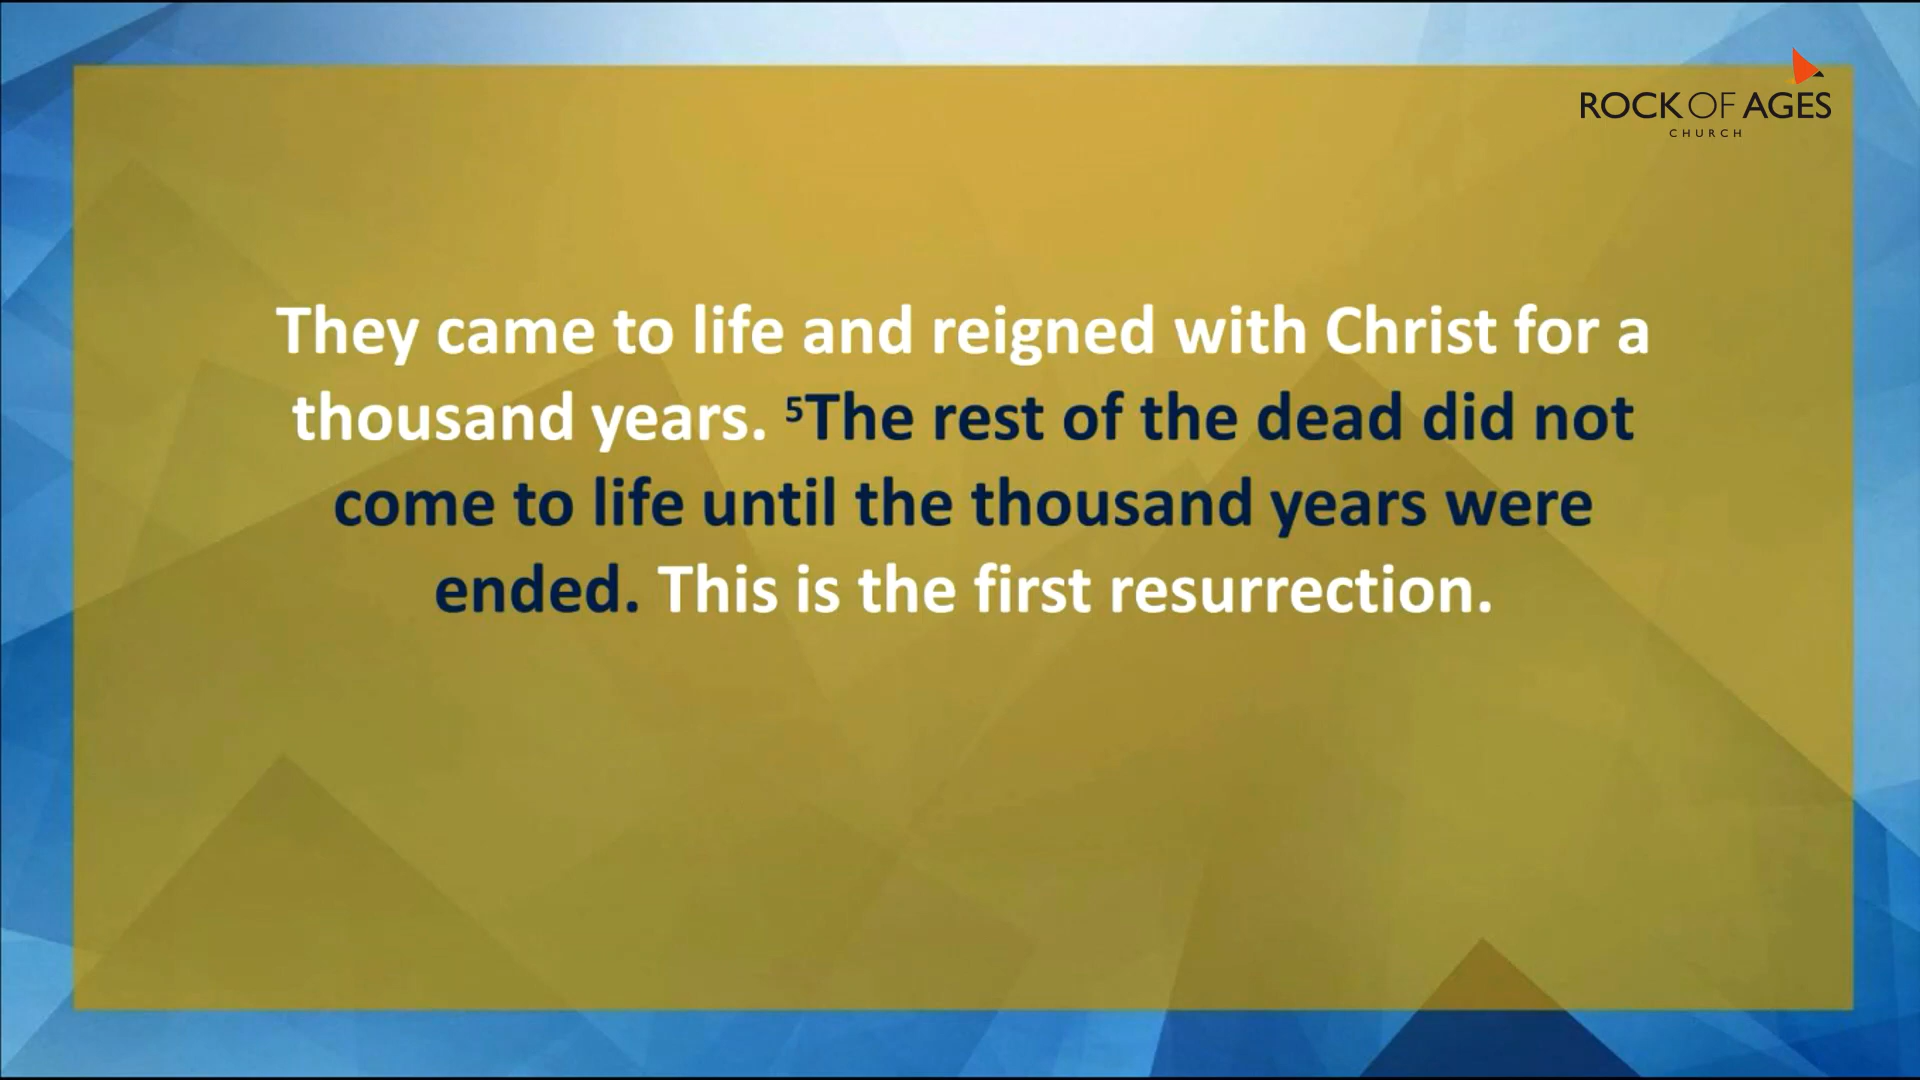 ROCK OF AGES
CHURCH
They came to life and reigned with Christ for a
thousand years. ⁵The rest of the dead did not
come to life until the thousand years were
ended. This is the first resurrection.